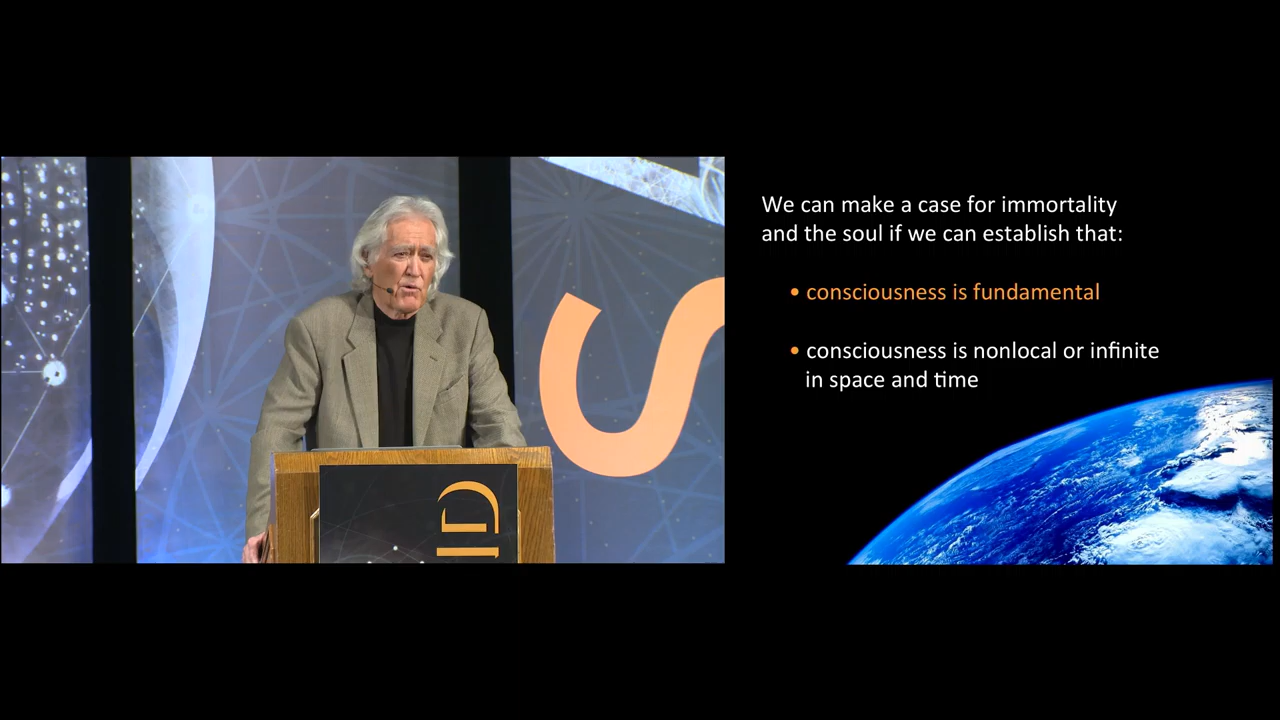 We can make a case for immortality
and the soul if we can establish that:
• consciousness is fundamental
• consciousness is nonlocal or infinite
in space and time
S
ID